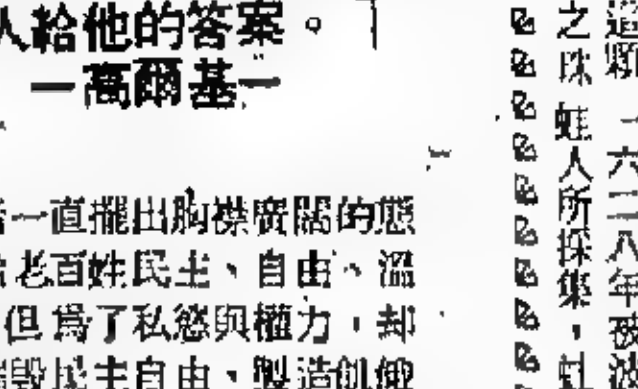 人給他的答案。」
—高爾基—
一直擺出胸襟廣闊的態
老百姓民主、自由、溫
但為了私慾與權力，却
毀民主自由、製造飢餓
這顆
一六二八年被波
之珠
蛙人所採集，